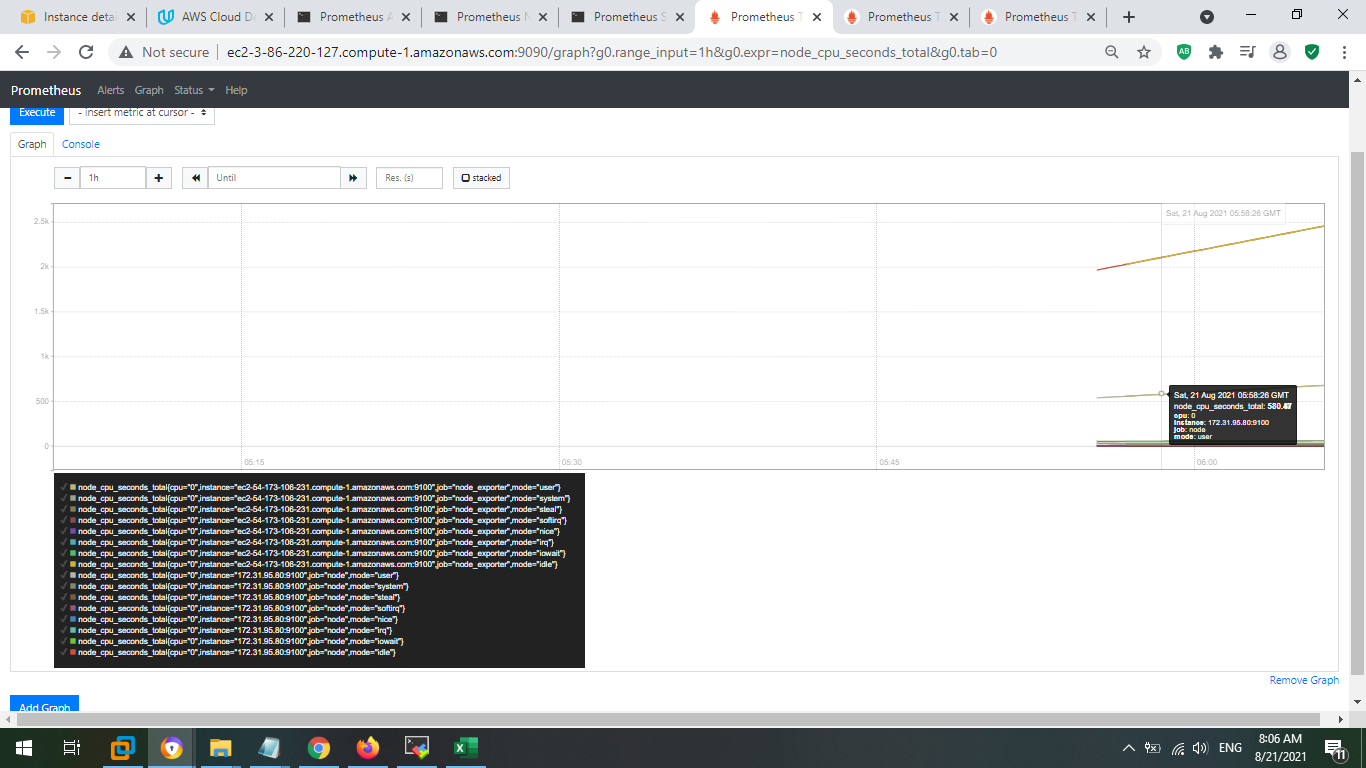 Instance detai
AWS Cloud De
Prometheus A
Prometheus N
Prometheus S
Prometheus T
Prometheus T
Prometheus T
Not secure
ec2-3-86-220-127.compute-1.amazonaws.com:9090/graph?g0.range_input=1h&g0.expr=node_cpu_seconds_total&g0.tab=0
Prometheus Alerts Graph Status Help
Execute - insert metric at cursor -
Graph Console
1h Until Res. (s) stacked
Sat, 21 Aug 2021 05:58:26 GMT
2.5k
2k
1.5k
1k
500
0
Sat, 21 Aug 2021 05:58:26 GMT
node_cpu_seconds_total: 580.47
cpu: 0
instance: 172.31.95.80:9100
job: node
mode: user
05:15 05:30 05:45 06:00
node_cpu_seconds_total{cpu="0",instance="ec2-54-173-106-231.compute-1.amazonaws.com:9100",job="node_exporter",mode="user"}
node_cpu_seconds_total{cpu="0",instance="ec2-54-173-106-231.compute-1.amazonaws.com:9100",job="node_exporter",mode="system"}
node_cpu_seconds_total{cpu="0",instance="ec2-54-173-106-231.compute-1.amazonaws.com:9100",job="node_exporter",mode="steal"}
node_cpu_seconds_total{cpu="0",instance="ec2-54-173-106-231.compute-1.amazonaws.com:9100",job="node_exporter",mode="softirq"}
node_cpu_seconds_total{cpu="0",instance="ec2-54-173-106-231.compute-1.amazonaws.com:9100",job="node_exporter",mode="nice"}
node_cpu_seconds_total{cpu="0",instance="ec2-54-173-106-231.compute-1.amazonaws.com:9100",job="node_exporter",mode="irq"}
node_cpu_seconds_total{cpu="0",instance="ec2-54-173-106-231.compute-1.amazonaws.com:9100",job="node_exporter",mode="iowait"}
node_cpu_seconds_total{cpu="0",instance="ec2-54-173-106-231.compute-1.amazonaws.com:9100",job="node_exporter",mode="idle"}
node_cpu_seconds_total{cpu="0",instance="172.31.95.80:9100",job="node",mode="user"}
node_cpu_seconds_total{cpu="0",instance="172.31.95.80:9100",job="node",mode="system"}
node_cpu_seconds_total{cpu="0",instance="172.31.95.80:9100",job="node",mode="steal"}
node_cpu_seconds_total{cpu="0",instance="172.31.95.80:9100",job="node",mode="softirq"}
node_cpu_seconds_total{cpu="0",instance="172.31.95.80:9100",job="node",mode="nice"}
node_cpu_seconds_total{cpu="0",instance="172.31.95.80:9100",job="node",mode="irq"}
node_cpu_seconds_total{cpu="0",instance="172.31.95.80:9100",job="node",mode="iowait"}
node_cpu_seconds_total{cpu="0",instance="172.31.95.80:9100",job="node",mode="idle"}
Remove Graph
Add Graph
ENG
8:06 AM
8/21/2021
11